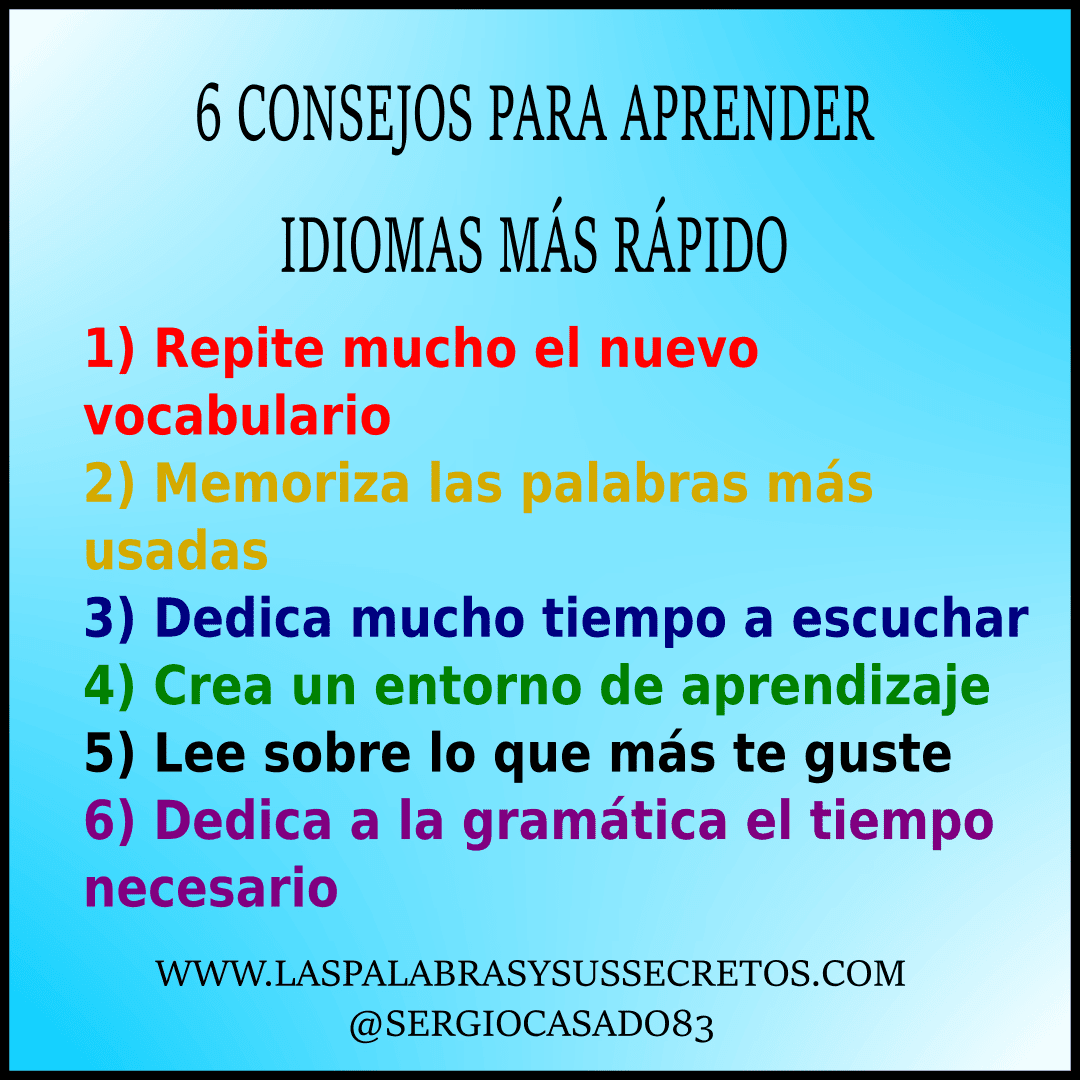 6 CONSEJOS PARA APRENDER
IDIOMAS MÁS RÁPIDO
1) Repite mucho el nuevo
vocabulario
2) Memoriza las palabras más
usadas
3) Dedica mucho tiempo a escuchar
4) Crea un entorno de aprendizaje
5) Lee sobre lo que más te guste
6) Dedica a la gramática el tiempo
necesario
WWW.LASPALABRASYSUSSECRETOS.COM
@SERGIOCASADO83